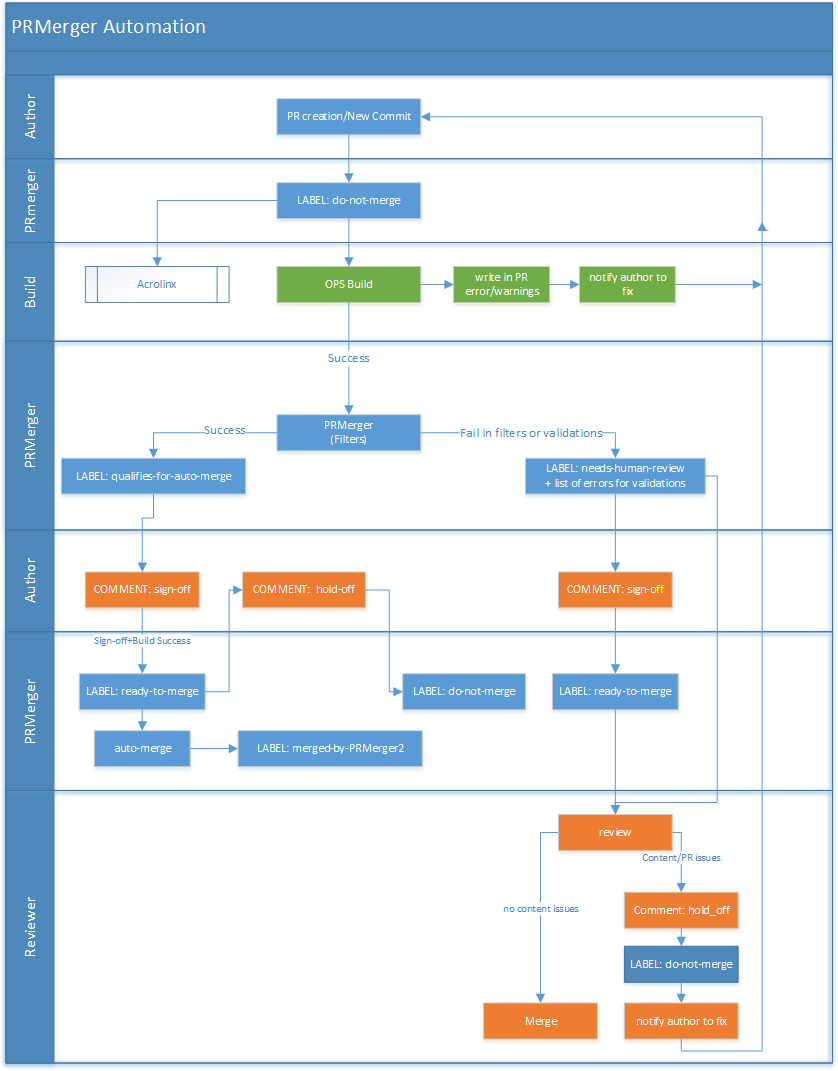 PRMerger Automation
Author
PR creation/New Commit
PRmerger
LABEL: do-not-merge
Build
Acrolinx
OPS Build
write in PR
error/warnings
notify author to
fix
Success
PRMerger
PRMerger
(Filters)
Success
Fail in filters or validations
LABEL: qualifies-for-auto-merge
LABEL: needs-human-review
+ list of errors for validations
Author
COMMENT: sign-off
COMMENT: hold-off
COMMENT: sign-off
Sign-off+Build Success
PRMerger
LABEL: ready-to-merge
LABEL: do-not-merge
LABEL: ready-to-merge
auto-merge
LABEL: merged-by-PRMerger2
Reviewer
review
Content/PR issues
no content issues
Comment: hold_off
LABEL: do-not-merge
Merge
notify author to fix